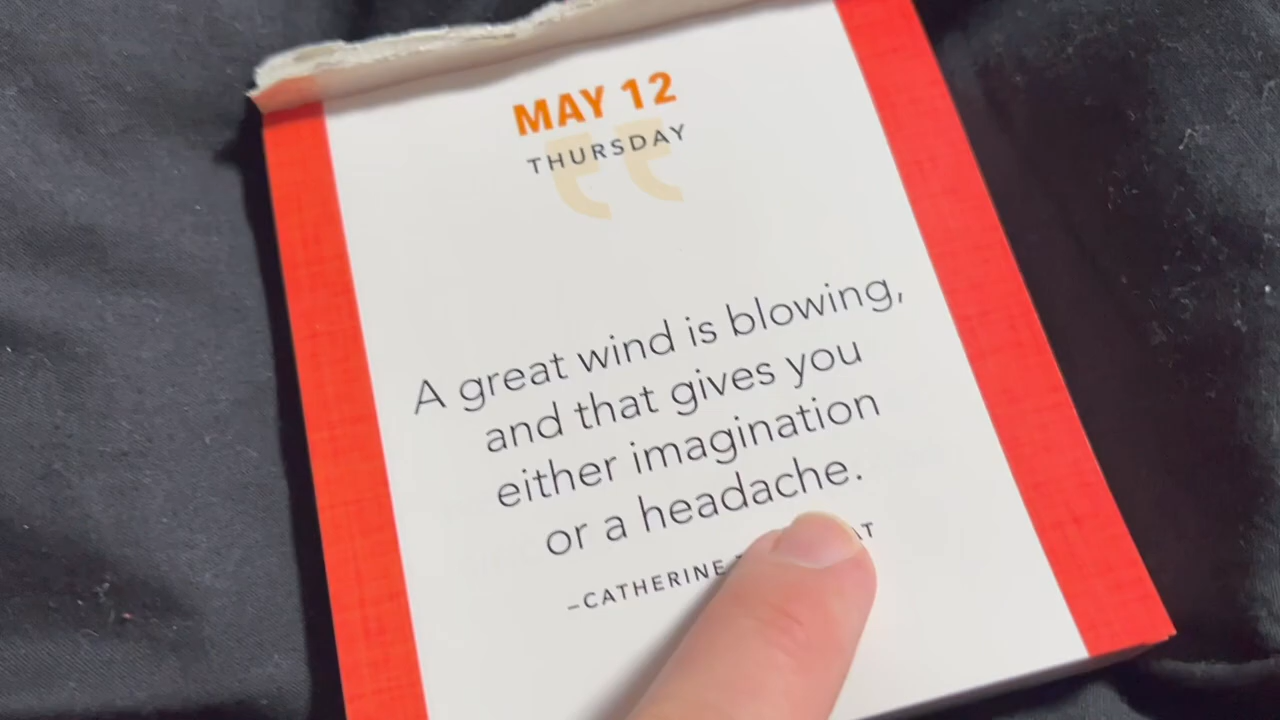 MAY 12
THURSDAY
A great wind is blowing,
and that gives you
either imagination
or a headache.
–CATHERINE